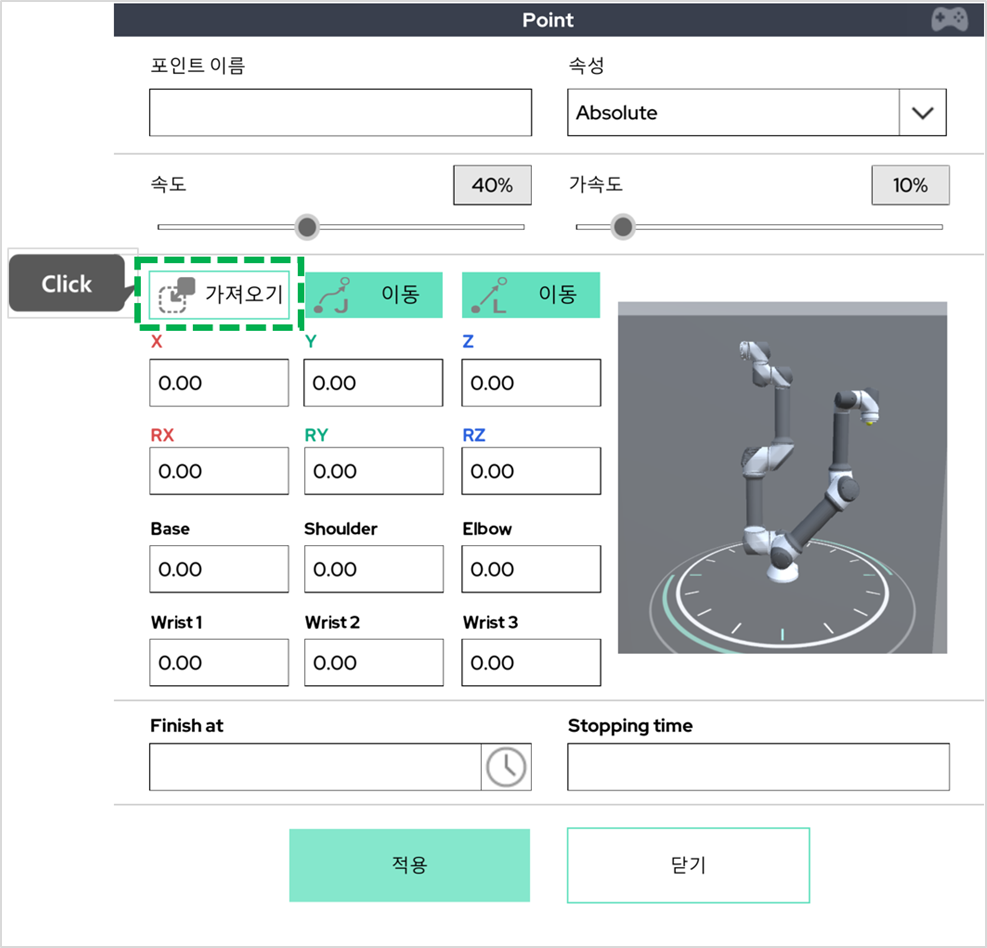 Point
포인트 이름
속성
Absolute
속도
40%
가속도
10%
Click
가져오기
J
이동
L
이동
X
Y
Z
0.00
0.00
0.00
RX
RY
RZ
0.00
0.00
0.00
Base
Shoulder
Elbow
0.00
0.00
0.00
Wrist 1
Wrist 2
Wrist 3
0.00
0.00
0.00
Finish at
Stopping time
적용
닫기